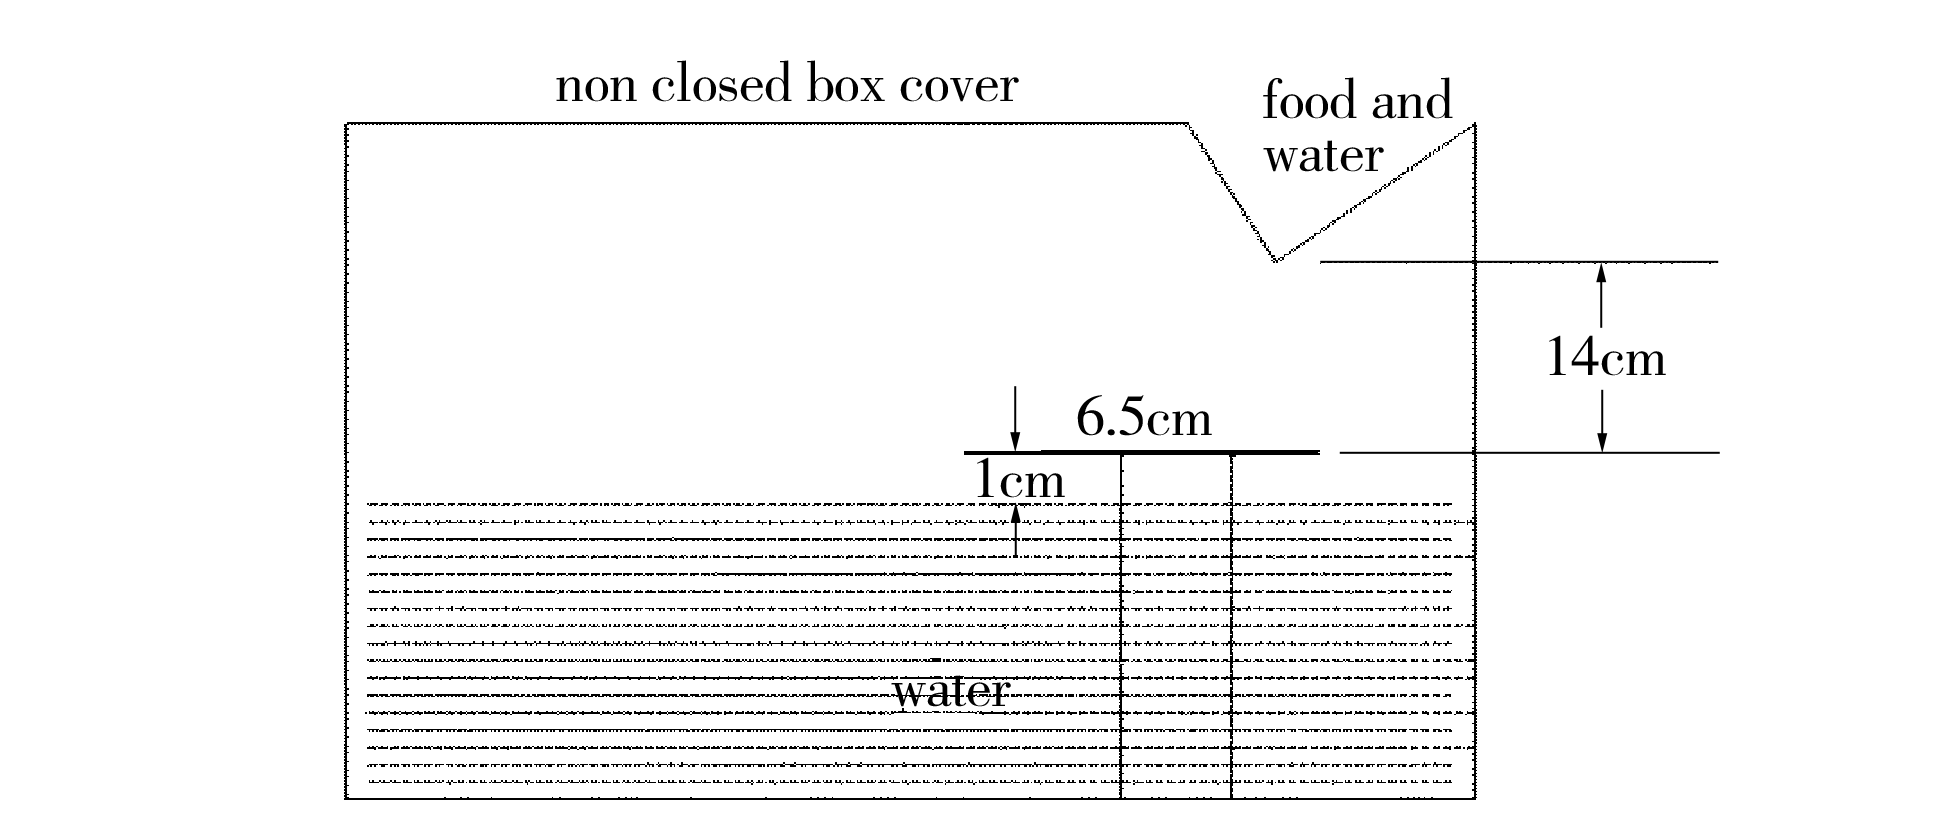 non closed box cover
food and
water
14cm
6.5cm
1cm
water